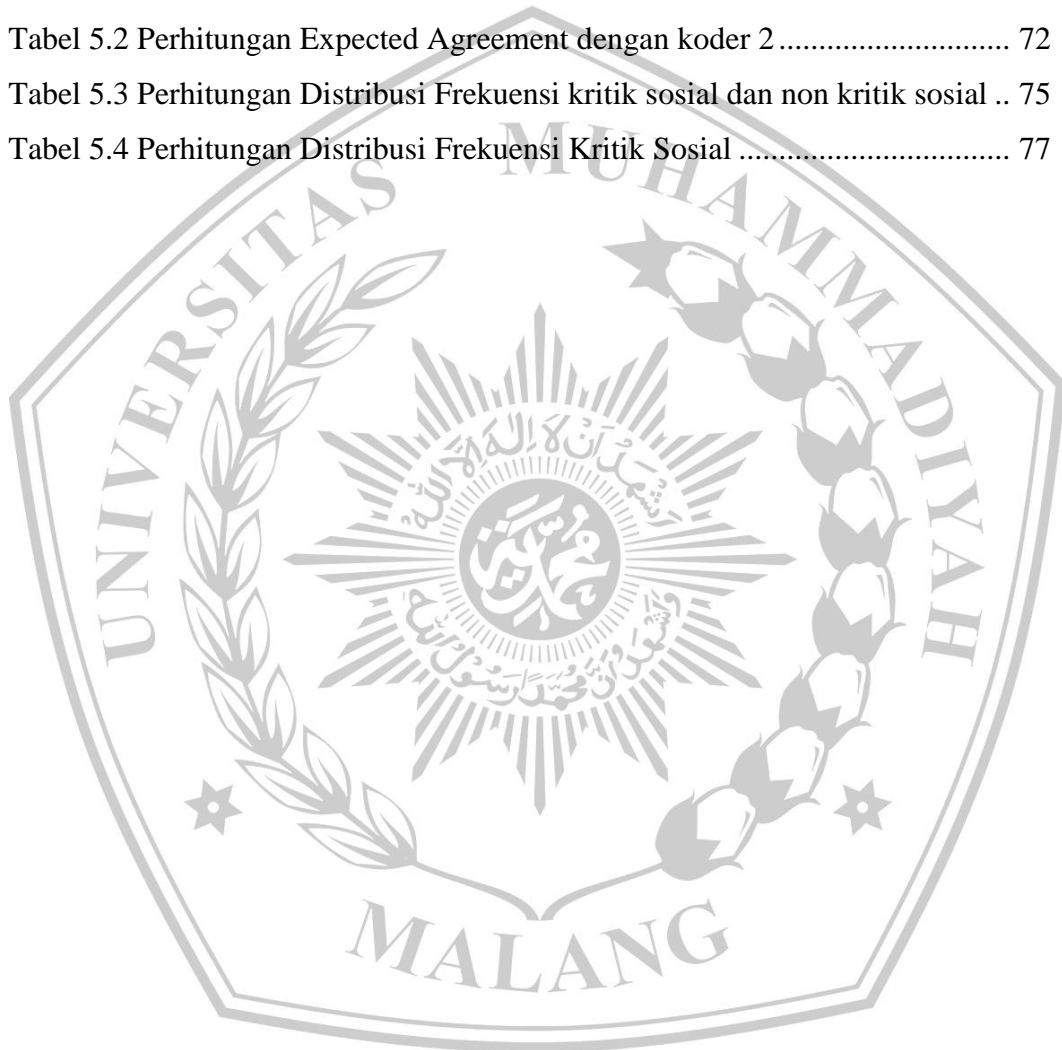 Tabel 5.2 Perhitungan Expected Agreement dengan koder 2 ............................. 72
Tabel 5.3 Perhitungan Distribusi Frekuensi kritik sosial dan non kritik sosial .. 75
Tabel 5.4 Perhitungan Distribusi Frekuensi Kritik Sosial .................................. 77
UNIVERSITAS MUHAMMADIYAH
MALANG